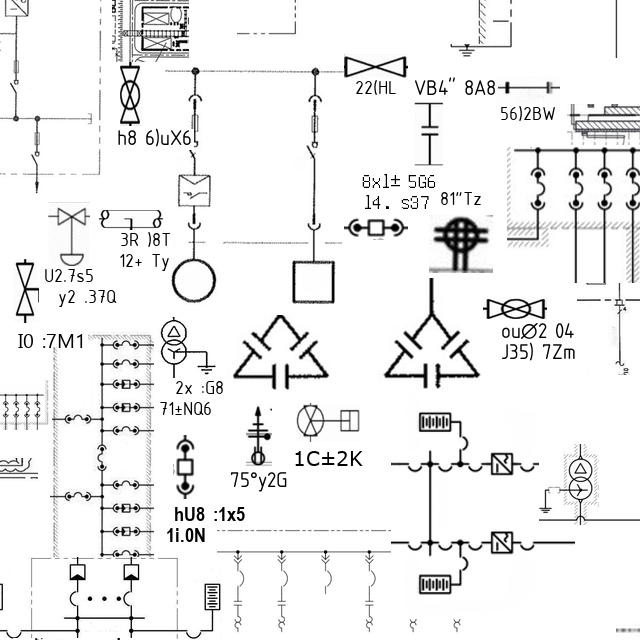 22(HL
VB4" 8A8
56)2BW
h8 6)uX6
8x1± 5G6
14. s37
81"Tz
3R )8T
12+ Ty
U2.7s5
y2 .37Q
I0 :7M1
ou∅2 04
J35) 7Zm
2x :G8
71±NQ6
1C±2K
75°y2G
hU8 :1x5
1i.0N